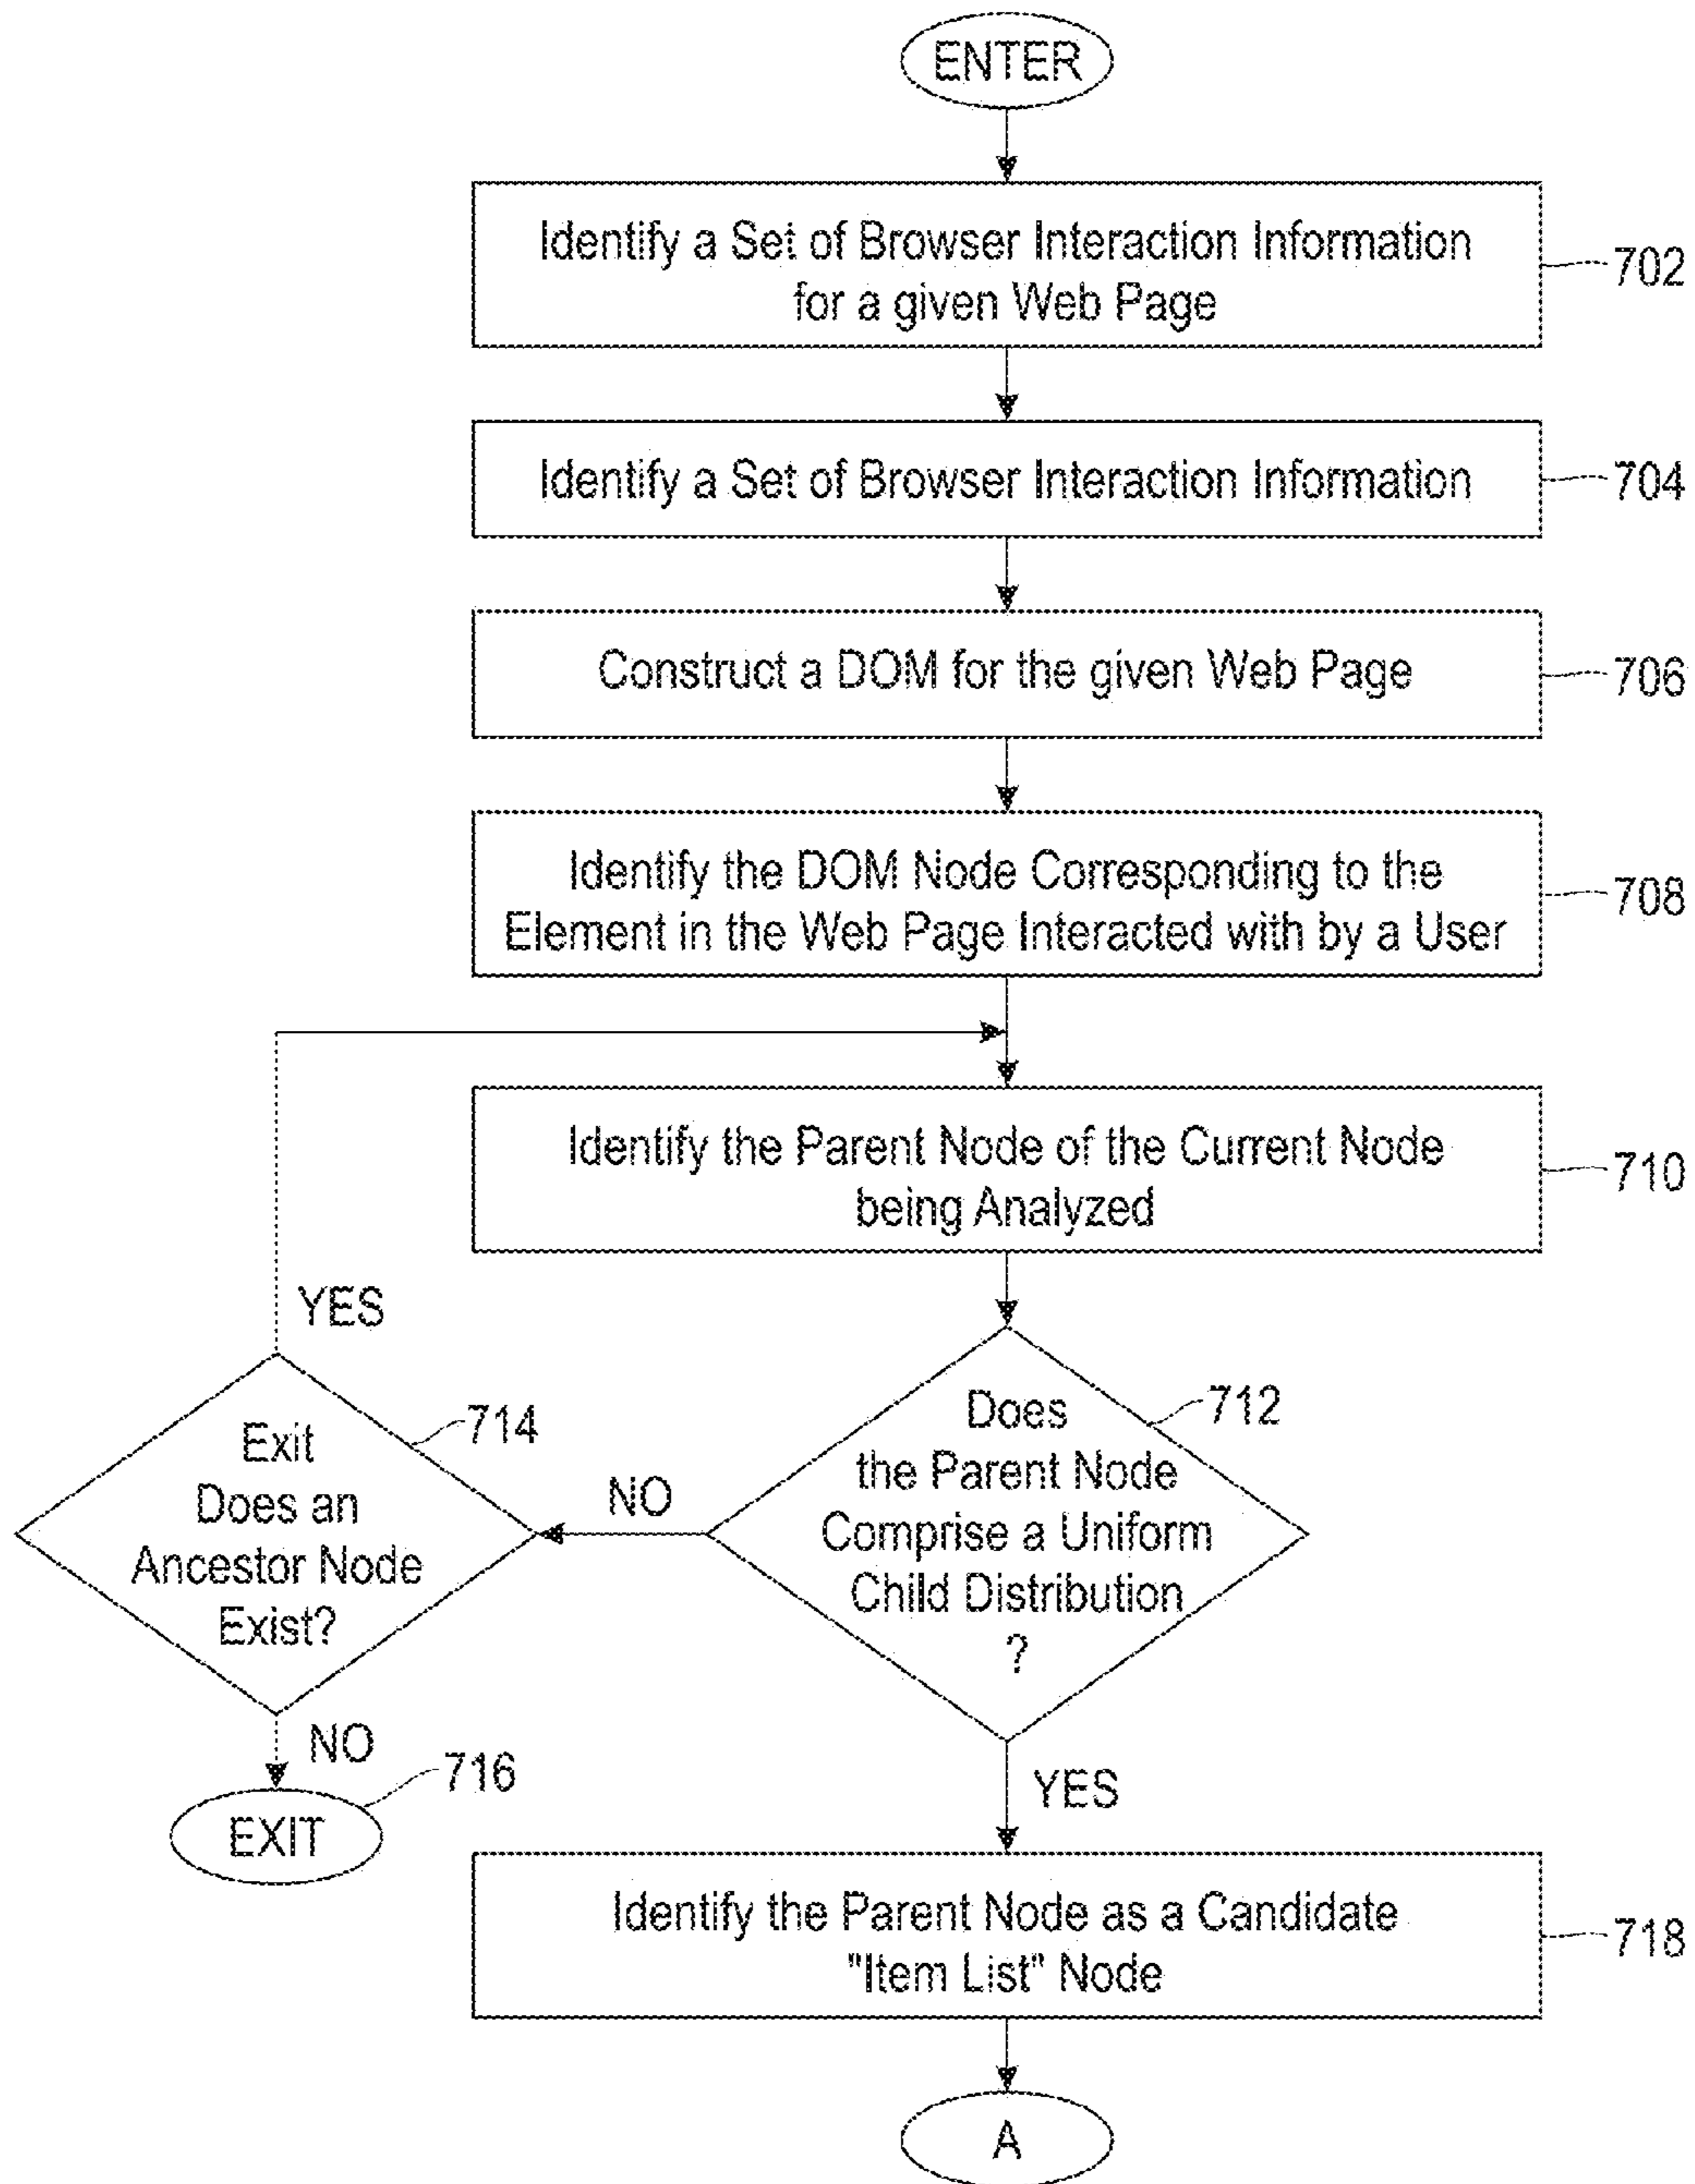 ENTER
Identify a Set of Browser Interaction Information
for a given Web Page
702
Identify a Set of Browser Interaction Information
704
Construct a DOM for the given Web Page
706
Identify the DOM Node Corresponding to the
Element in the Web Page Interacted with by a User
708
Identify the Parent Node of the Current Node
being Analyzed
710
YES
Does
the Parent Node
Comprise a Uniform
Child Distribution
?
712
NO
Exit
Does an
Ancestor Node
Exist?
714
NO
EXIT
716
YES
Identify the Parent Node as a Candidate
"Item List" Node
718
A